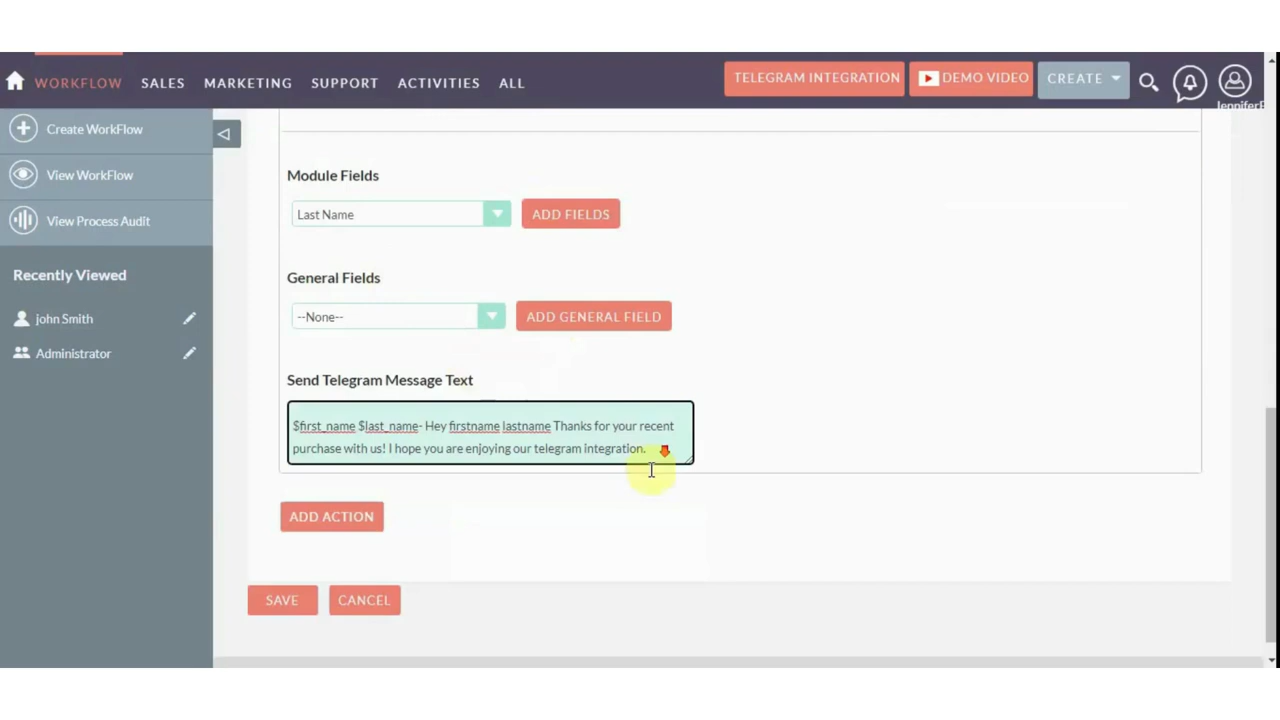 WORKFLOW SALES MARKETING SUPPORT ACTIVITIES ALL TELEGRAM INTEGRATION DEMO VIDEO CREATE
Create WorkFlow
View WorkFlow
View Process Audit
Recently Viewed
john Smith
Administrator
Module Fields
Last Name ADD FIELDS
General Fields
--None-- ADD GENERAL FIELD
Send Telegram Message Text
$first_name $last_name- Hey firstname lastname Thanks for your recent
purchase with us! I hope you are enjoying our telegram integration.
ADD ACTION
SAVE CANCEL